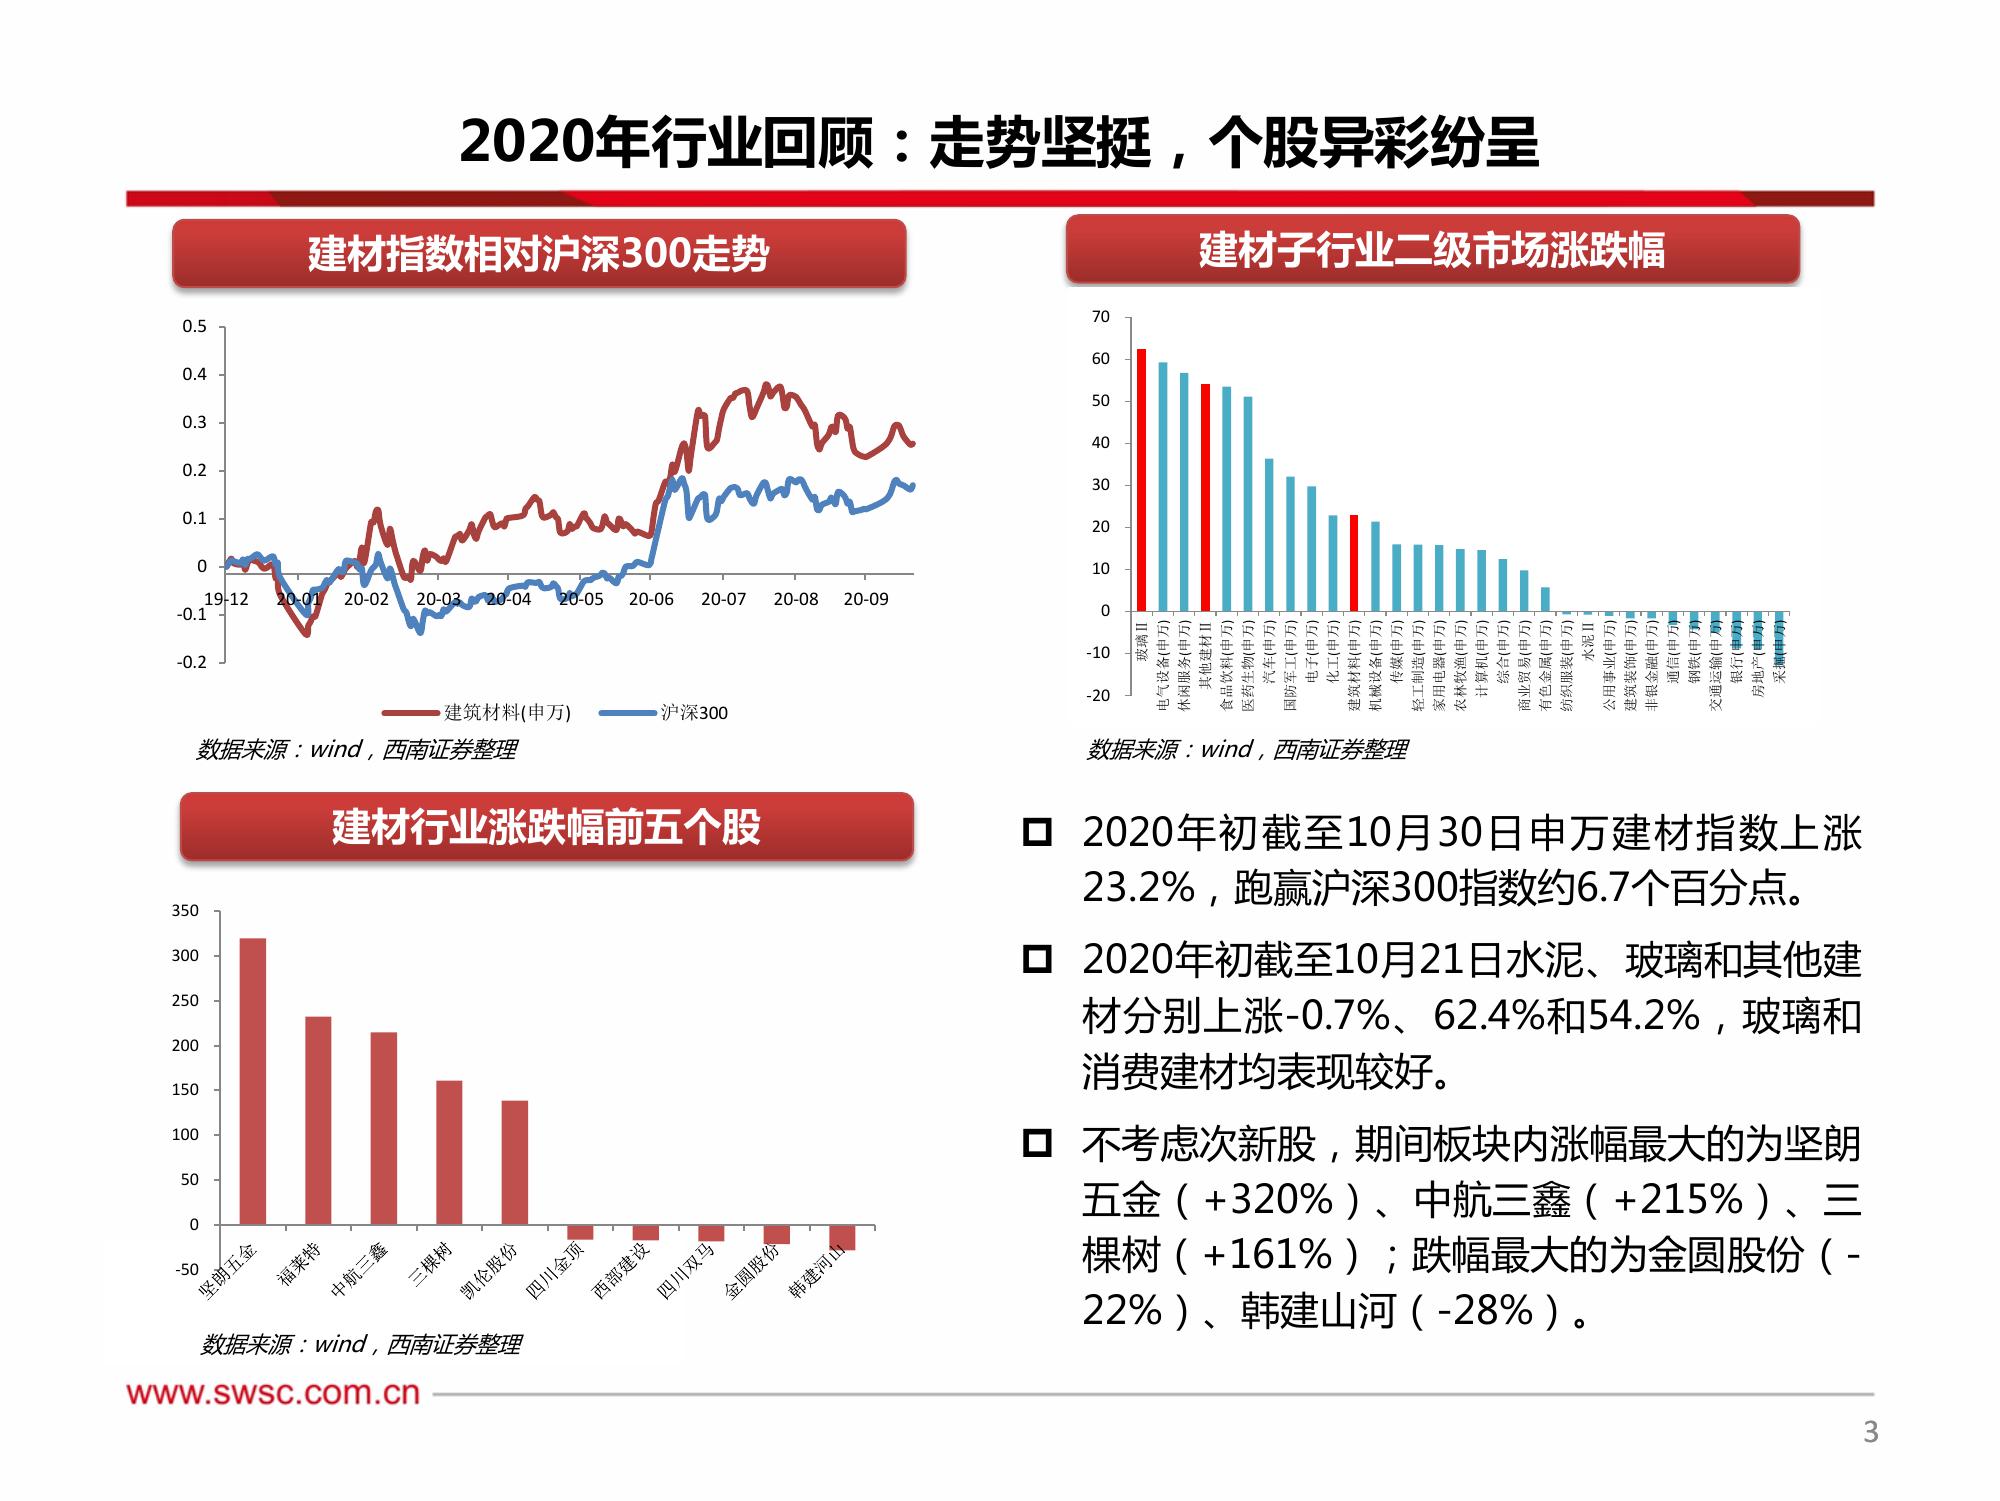 2020年行业回顾：走势坚挺，个股异彩纷呈
建材指数相对沪深300走势
0.5
0.4
0.3
0.2
0.1
0
-0.1
-0.2
19-12 20-01 20-02 20-03 20-04 20-05 20-06 20-07 20-08 20-09
建筑材料(申万) 沪深300
数据来源：wind，西南证券整理
建材子行业二级市场涨跌幅
70
60
50
40
30
20
10
0
-10
-20
玻璃Ⅱ
电气设备(申万)
休闲服务(申万)
其他建材Ⅱ
食品饮料(申万)
医药生物(申万)
汽车(申万)
国防军工(申万)
电子(申万)
化工(申万)
建筑材料(申万)
机械设备(申万)
传媒(申万)
轻工制造(申万)
家用电器(申万)
农林牧渔(申万)
计算机(申万)
综合(申万)
商业贸易(申万)
有色金属(申万)
纺织服装(申万)
水泥Ⅱ
公用事业(申万)
建筑装饰(申万)
非银金融(申万)
通信(申万)
钢铁(申万)
交通运输(申万)
银行(申万)
房地产(申万)
采掘(申万)
数据来源：wind，西南证券整理
建材行业涨跌幅前五个股
350
300
250
200
150
100
50
0
-50
坚朗五金
福莱特
中航三鑫
三棵树
凯伦股份
四川金顶
西部建设
四川双马
金圆股份
韩建河山
数据来源：wind，西南证券整理
2020年初截至10月30日申万建材指数上涨
23.2%，跑赢沪深300指数约6.7个百分点。
2020年初截至10月21日水泥、玻璃和其他建
材分别上涨-0.7%、62.4%和54.2%，玻璃和
消费建材均表现较好。
不考虑次新股，期间板块内涨幅最大的为坚朗
五金（+320%）、中航三鑫（+215%）、三
棵树（+161%）；跌幅最大的为金圆股份（-
22%）、韩建山河（-28%）。
www.swsc.com.cn
3